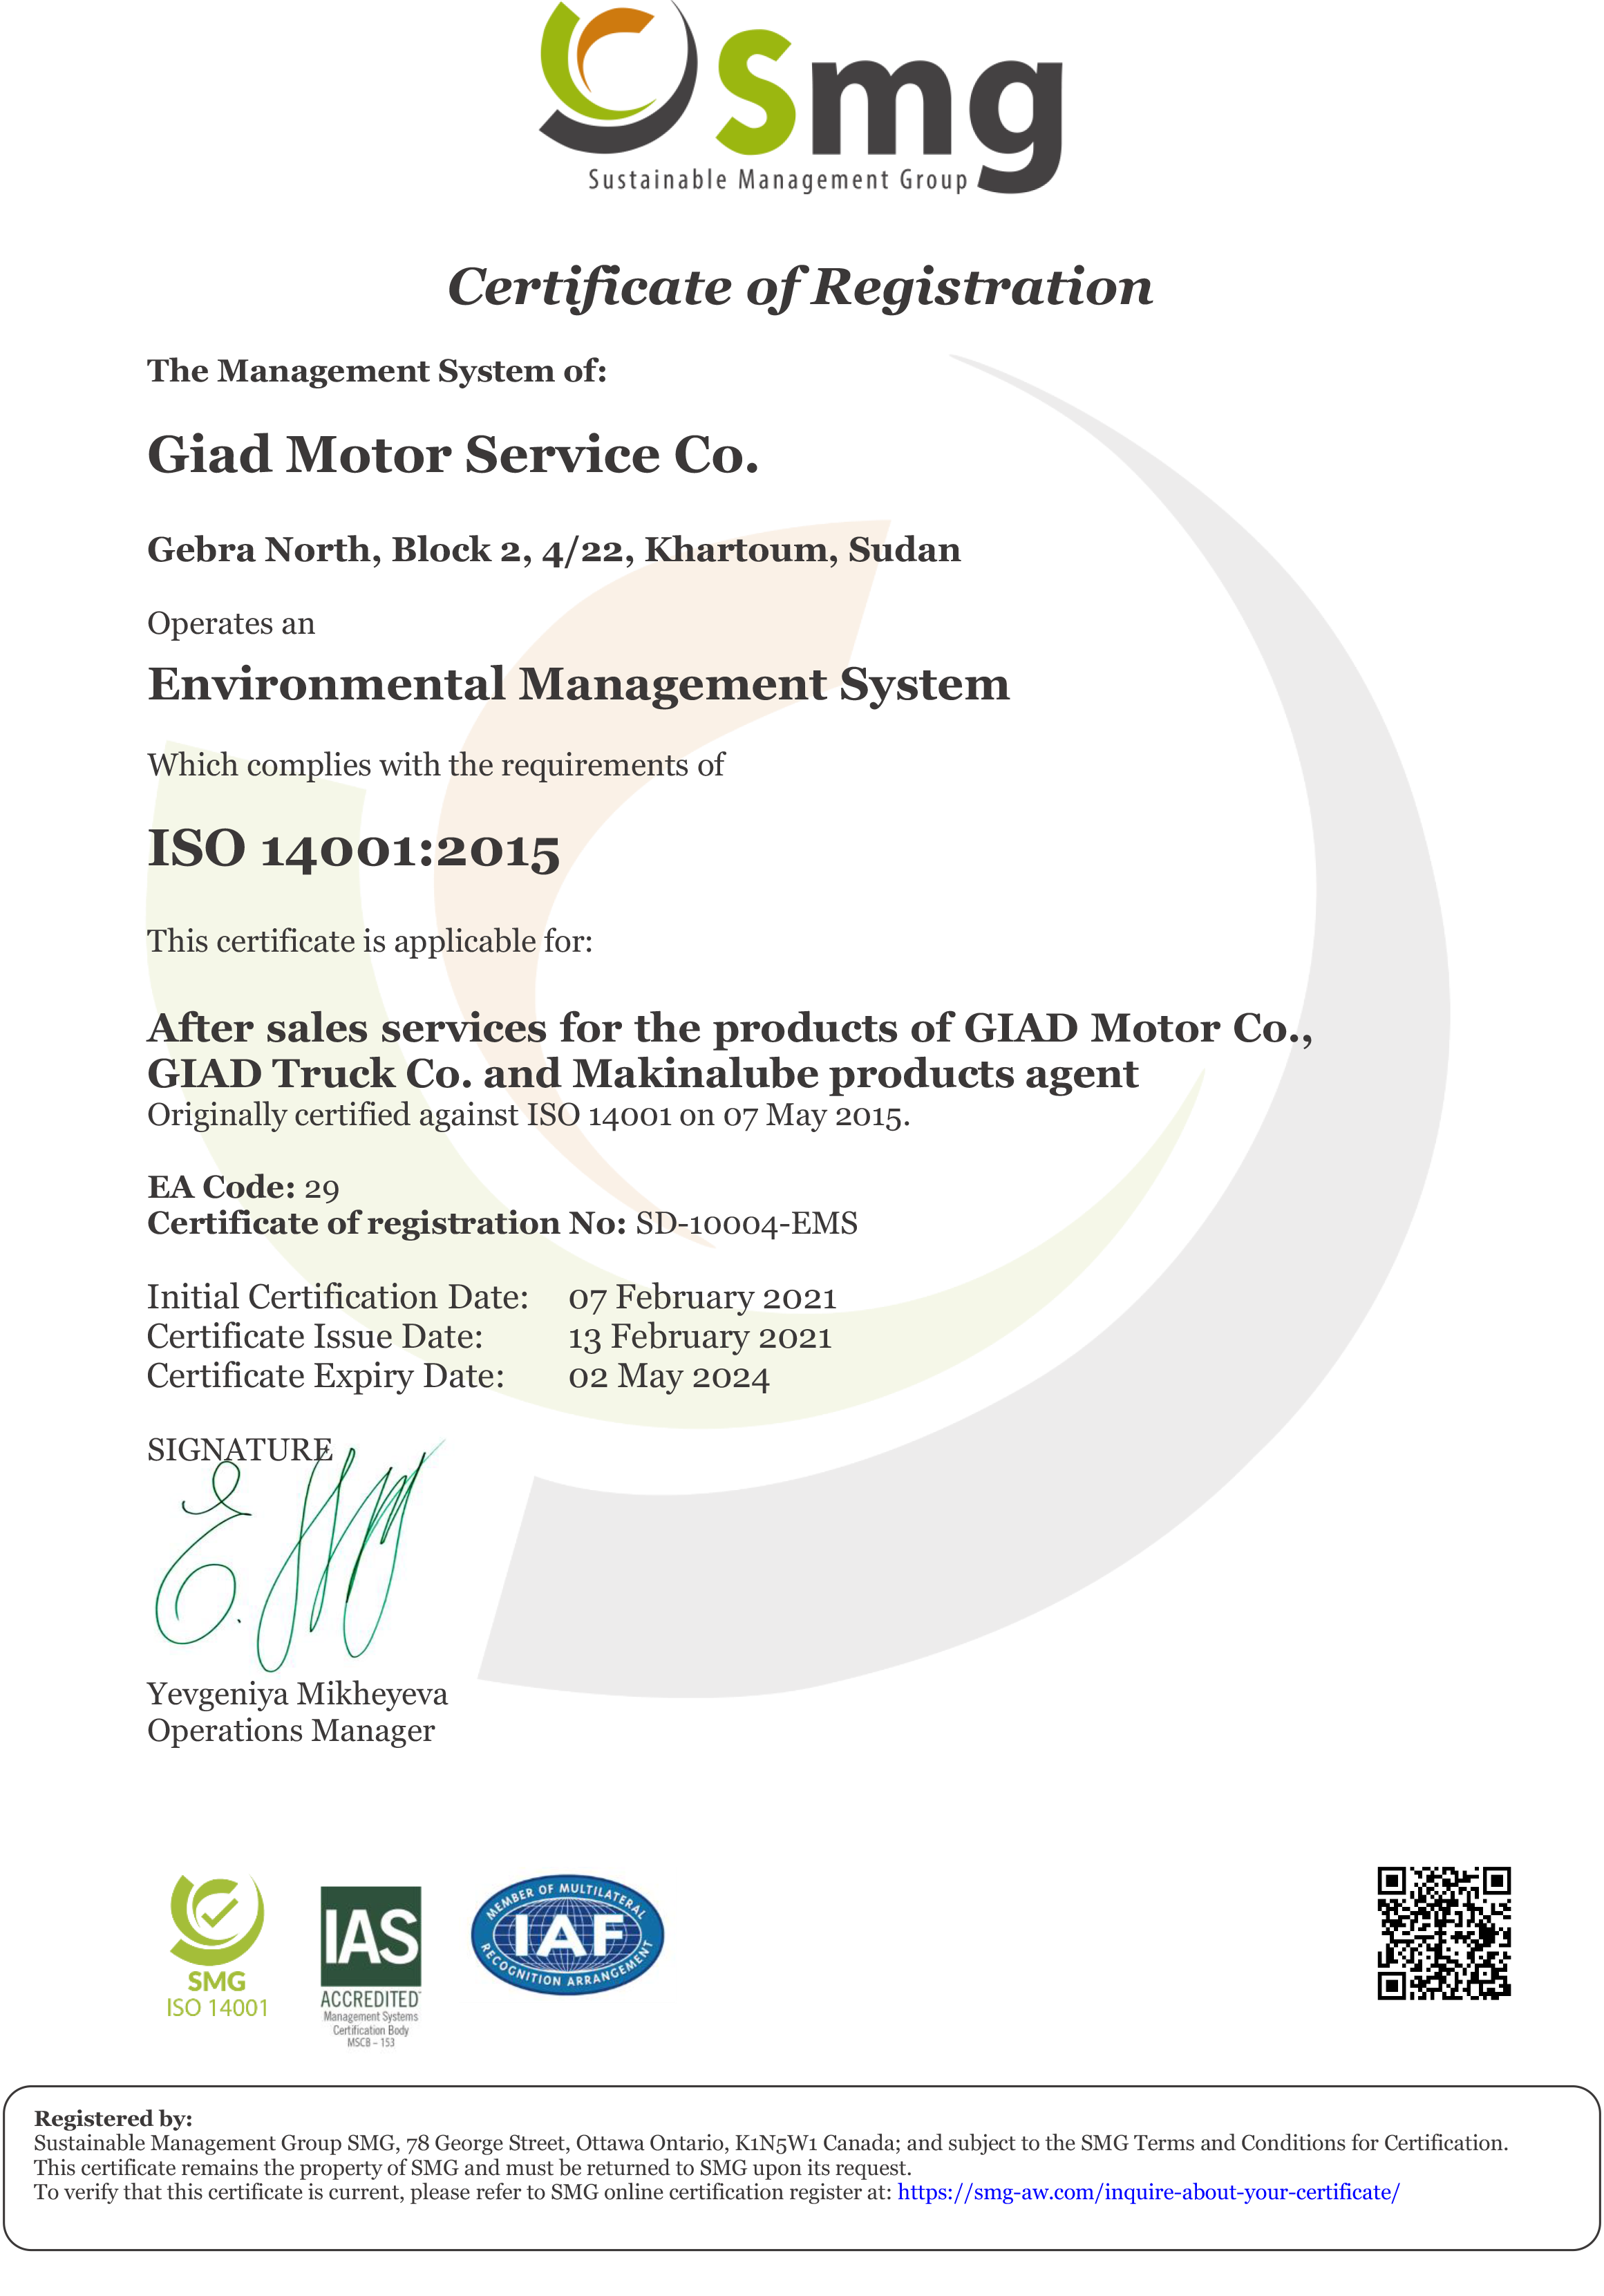 Smg
Sustainable Management Group
Certificate of Registration
The Management System of:
Giad Motor Service Co.
Gebra North, Block 2, 4/22, Khartoum, Sudan
Operates an
Environmental Management System
Which complies with the requirements of
ISO 14001:2015
This certificate is applicable for:
After sales services for the products of GIAD Motor Co.,
GIAD Truck Co. and Makinalube products agent
Originally certified against ISO 14001 on 07 May 2015.
EA Code: 29
Certificate of registration No: SD-10004-EMS
Initial Certification Date: 07 February 2021
Certificate Issue Date: 13 February 2021
Certificate Expiry Date: 02 May 2024
SIGNATURE
Yevgeniya Mikheyeva
Operations Manager
SMG
ISO 14001
IAS
ACCREDITED
Management Systems
Certification Body
MSCB – 153
MEMBER OF MULTILATERAL
IAF
RECOGNITION ARRANGEMENT
Registered by:
Sustainable Management Group SMG, 78 George Street, Ottawa Ontario, K1N5W1 Canada; and subject to the SMG Terms and Conditions for Certification.
This certificate remains the property of SMG and must be returned to SMG upon its request.
To verify that this certificate is current, please refer to SMG online certification register at: https://smg-aw.com/inquire-about-your-certificate/